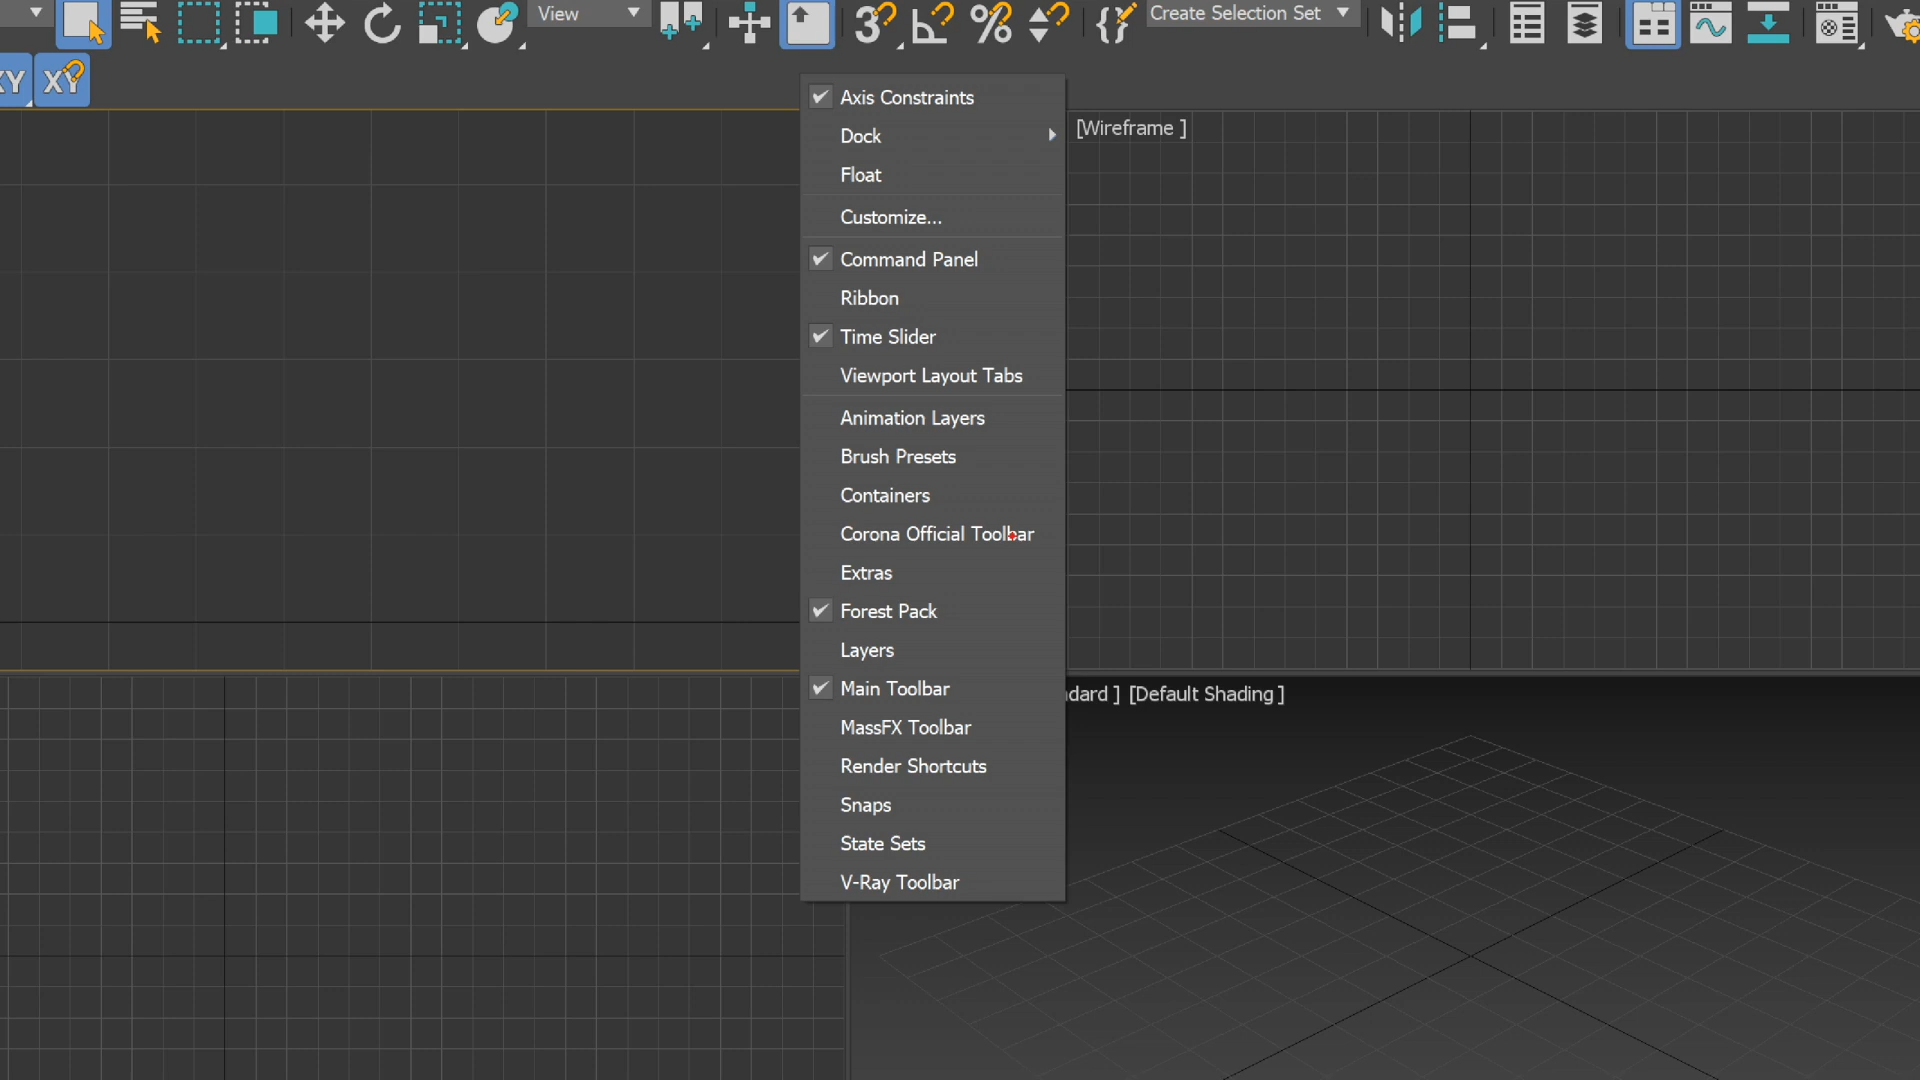 View
3
%
{}
Create Selection Set
XY
XY
Axis Constraints
[Wireframe ]
Dock
Float
Customize...
Command Panel
Ribbon
Time Slider
Viewport Layout Tabs
Animation Layers
Brush Presets
Containers
Corona Official Toolbar
Extras
Forest Pack
Layers
Main Toolbar
dard ] [Default Shading ]
MassFX Toolbar
Render Shortcuts
Snaps
State Sets
V-Ray Toolbar